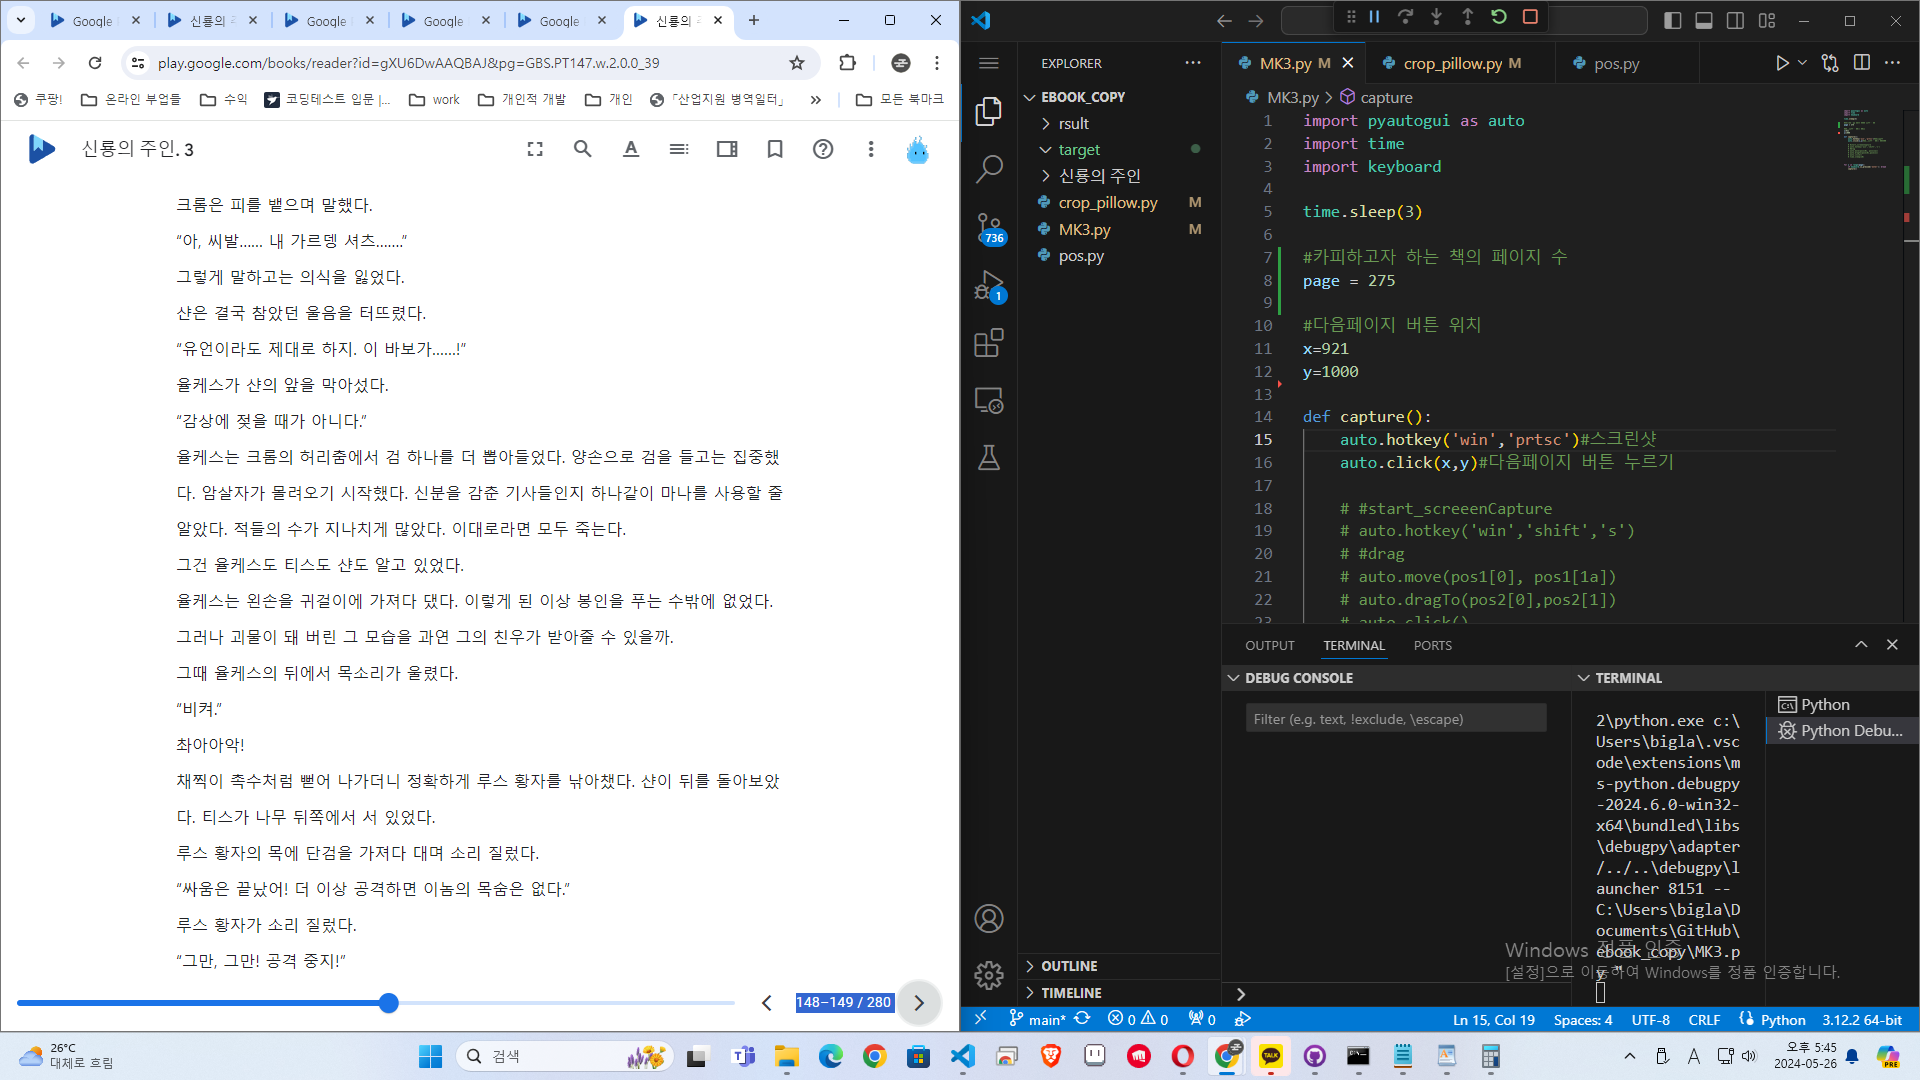 Google
신룡의 주
Google
Google
Google
신룡의 주
play.google.com/books/reader?id=gXU6DwAAQBAJ&pg=GBS.PT147.w.2.0.0_39
쿠팡!
온라인 부업들
수익
코딩테스트 입문 |...
work
개인적 개발
개인
「산업지원 병역일터」
모든 북마크
신룡의 주인. 3
크롬은 피를 뱉으며 말했다.
“아, 씨발…… 내 가르뎅 셔츠…….”
그렇게 말하고는 의식을 잃었다.
샨은 결국 참았던 울음을 터뜨렸다.
“유언이라도 제대로 하지. 이 바보가……!”
율케스가 샨의 앞을 막아섰다.
“감상에 젖을 때가 아니다.”
율케스는 크롬의 허리춤에서 검 하나를 더 뽑아들었다. 양손으로 검을 들고는 집중했
다. 암살자가 몰려오기 시작했다. 신분을 감춘 기사들인지 하나같이 마나를 사용할 줄
알았다. 적들의 수가 지나치게 많았다. 이대로라면 모두 죽는다.
그건 율케스도 티스도 샨도 알고 있었다.
율케스는 왼손을 귀걸이에 가져다 댔다. 이렇게 된 이상 봉인을 푸는 수밖에 없었다.
그러나 괴물이 돼 버린 그 모습을 과연 그의 친우가 받아줄 수 있을까.
그때 율케스의 뒤에서 목소리가 울렸다.
“비켜.”
촤아아악!
채찍이 촉수처럼 뻗어 나가더니 정확하게 루스 황자를 낚아챘다. 샨이 뒤를 돌아보았
다. 티스가 나무 뒤쪽에서 서 있었다.
루스 황자의 목에 단검을 가져다 대며 소리 질렀다.
“싸움은 끝났어! 더 이상 공격하면 이놈의 목숨은 없다.”
루스 황자가 소리 질렀다.
“그만, 그만! 공격 중지!”
148–149 / 280
EXPLORER
EBOOK_COPY
rsult
target
신룡의 주인
crop_pillow.py M
MK3.py M
pos.py
736
1
OUTLINE
TIMELINE
MK3.py M
crop_pillow.py M
pos.py
MK3.py > capture
1 import pyautogui as auto
2 import time
3 import keyboard
4
5 time.sleep(3)
6
7 #카피하고자 하는 책의 페이지 수
8 page = 275
9
10 #다음페이지 버튼 위치
11 x=921
12 y=1000
13
14 def capture():
15 auto.hotkey('win','prtsc')#스크린샷
16 auto.click(x,y)#다음페이지 버튼 누르기
17
18 # #start_screeenCapture
19 # auto.hotkey('win','shift','s')
20 # #drag
21 # auto.move(pos1[0], pos1[1a])
22 # auto.dragTo(pos2[0],pos2[1])
23 # auto.click()
OUTPUT
TERMINAL
PORTS
DEBUG CONSOLE
Filter (e.g. text, !exclude, \escape)
TERMINAL
2\python.exe c:\
Users\bigla\.vsc
ode\extensions\m
s-python.debugpy
-2024.6.0-win32-
x64\bundled\libs
\debugpy\adapter
/../..\debugpy\l
auncher 8151 --
C:\Users\bigla\D
ocuments\GitHub\
ebook_copy\MK3.p
y "
Python
Python Debu...
Windows 정품 인증
[설정]으로 이동하여 Windows를 정품 인증합니다.
main*
0
0
0
Ln 15, Col 19
Spaces: 4
UTF-8
CRLF
Python
3.12.2 64-bit
26°C
대체로 흐림
검색
TALK
A
오후 5:45
2024-05-26
PRE